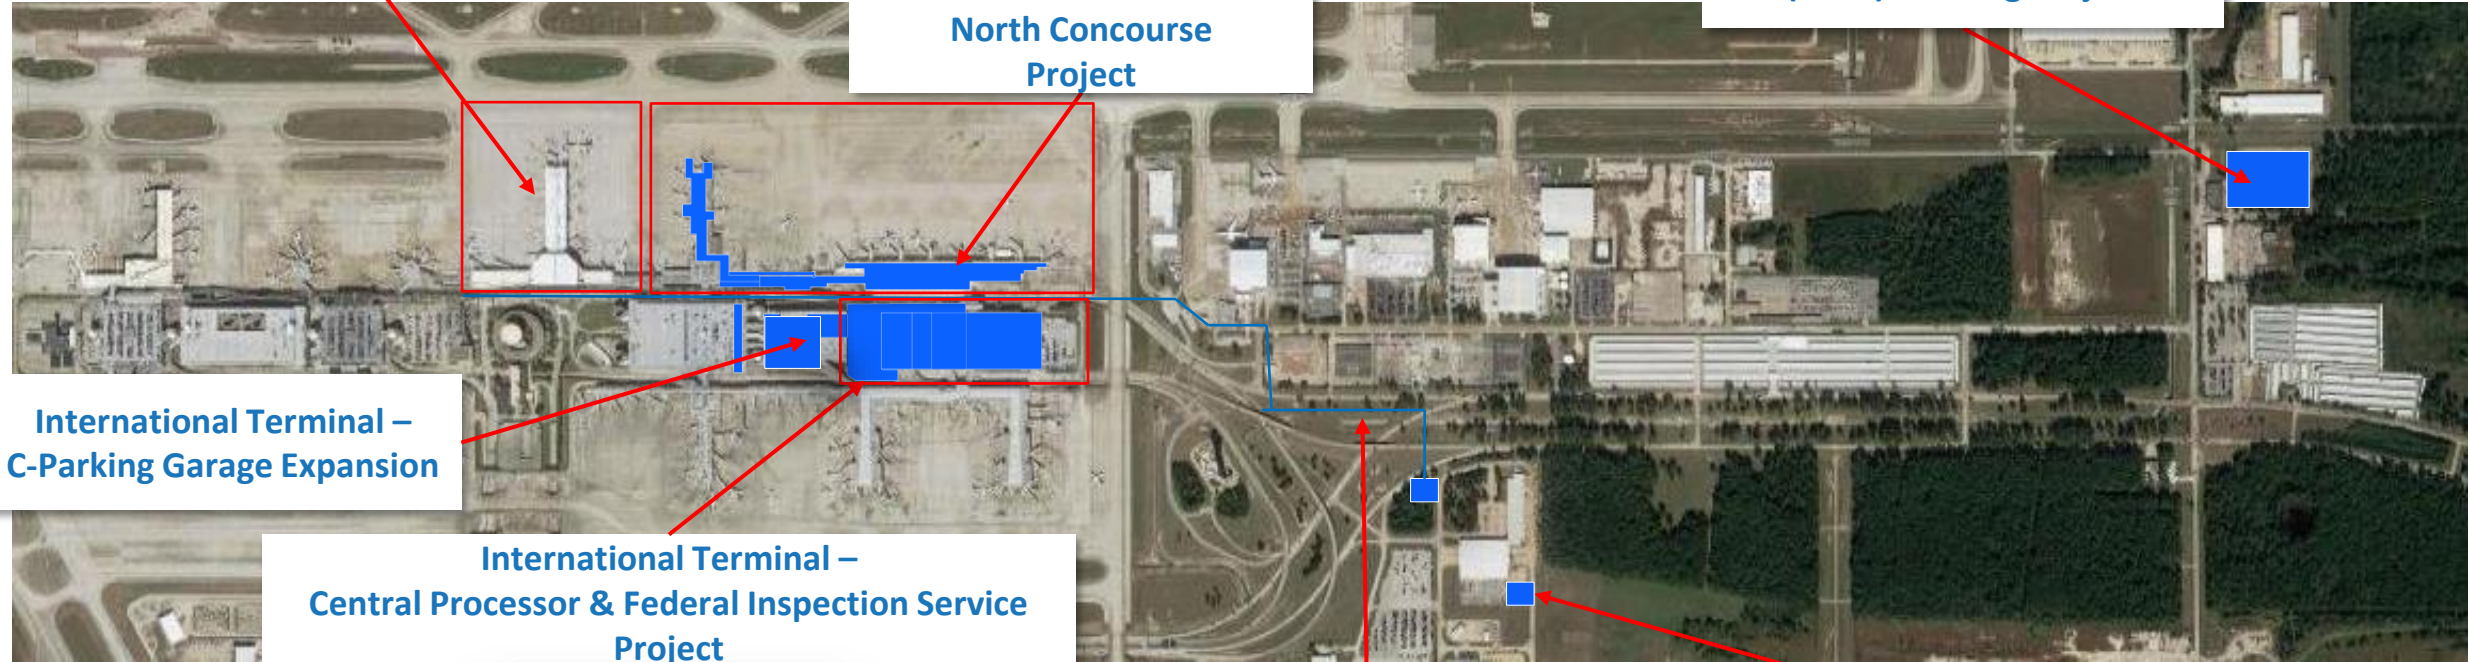 North Concourse
Project
International Terminal –
C-Parking Garage Expansion
International Terminal –
Central Processor & Federal Inspection Service
Project